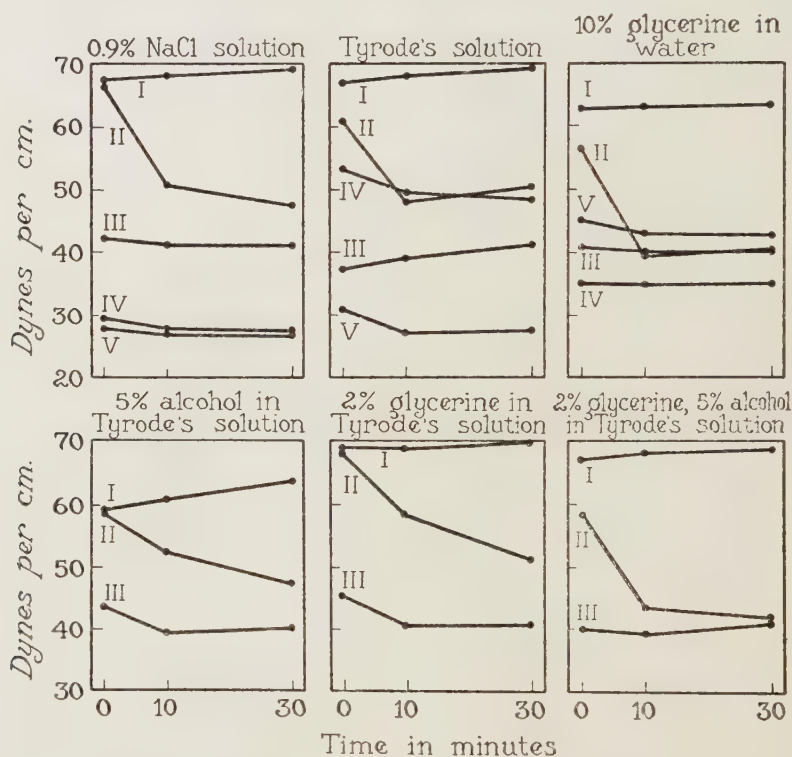 0.9% NaCl solution
Tyrode's solution
10% glycerine in
water
Dynes per cm.
70
60
50
40
30
20
I
II
III
IV
V
I
II
IV
III
V
I
II
V
III
IV
5% alcohol in
Tyrode's solution
2% glycerine in
Tyrode's solution
2% glycerine, 5% alcohol
in Tyrode's solution
Dynes per cm.
70
60
50
40
30
I
II
III
I
II
III
I
II
III
0 10 30
0 10 30
0 10 30
Time in minutes